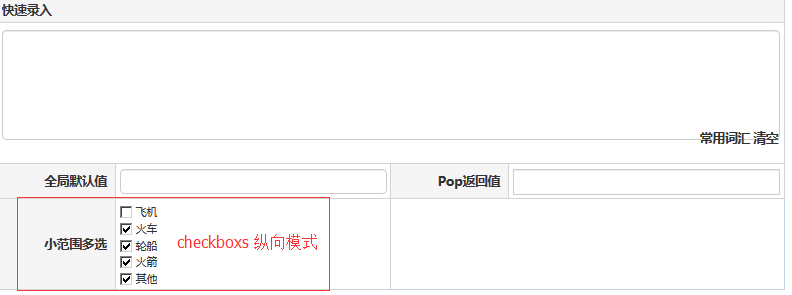 快速录入
常用词汇 清空
全局默认值
Pop返回值
小范围多选
飞机
火车
轮船
火箭
其他
checkboxs 纵向模式